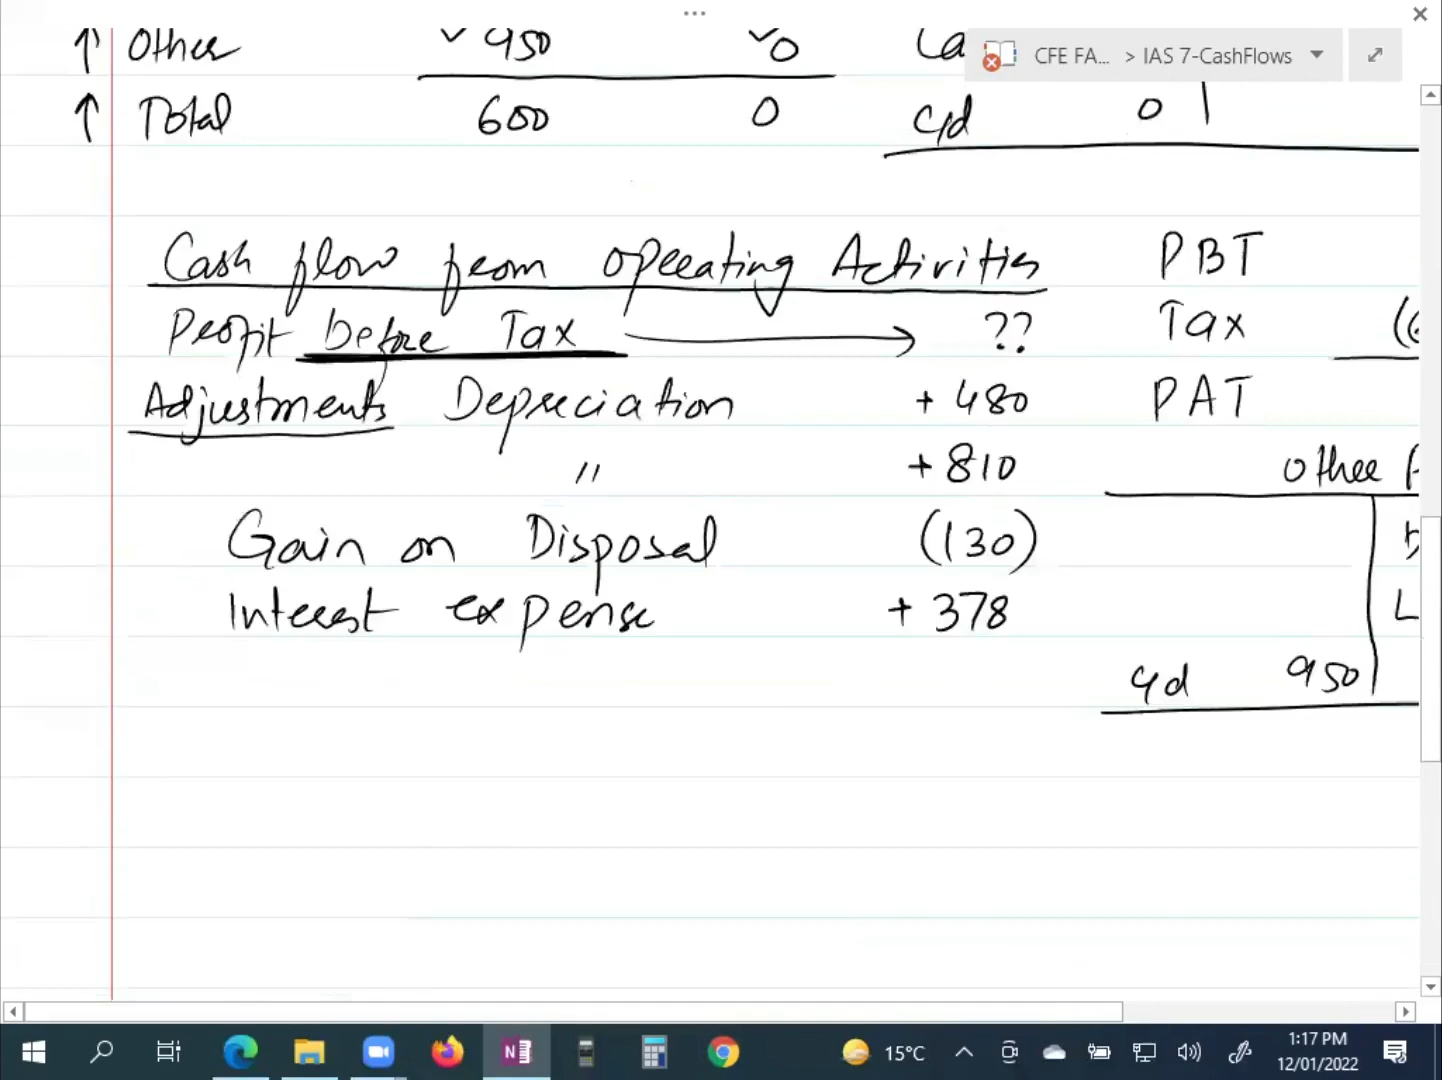 ...
CFE FA... > IAS 7-CashFlows
↑ Other 950 0 Ca
↑ Total 600 0 c/d 0
Cash flow from operating Activities
Profit before Tax → ??
Adjustments Depreciation + 480
" + 810
Gain on Disposal (130)
Interest expense + 378
PBT
Tax
PAT
other
c/d 950
15°C
1:17 PM
12/01/2022